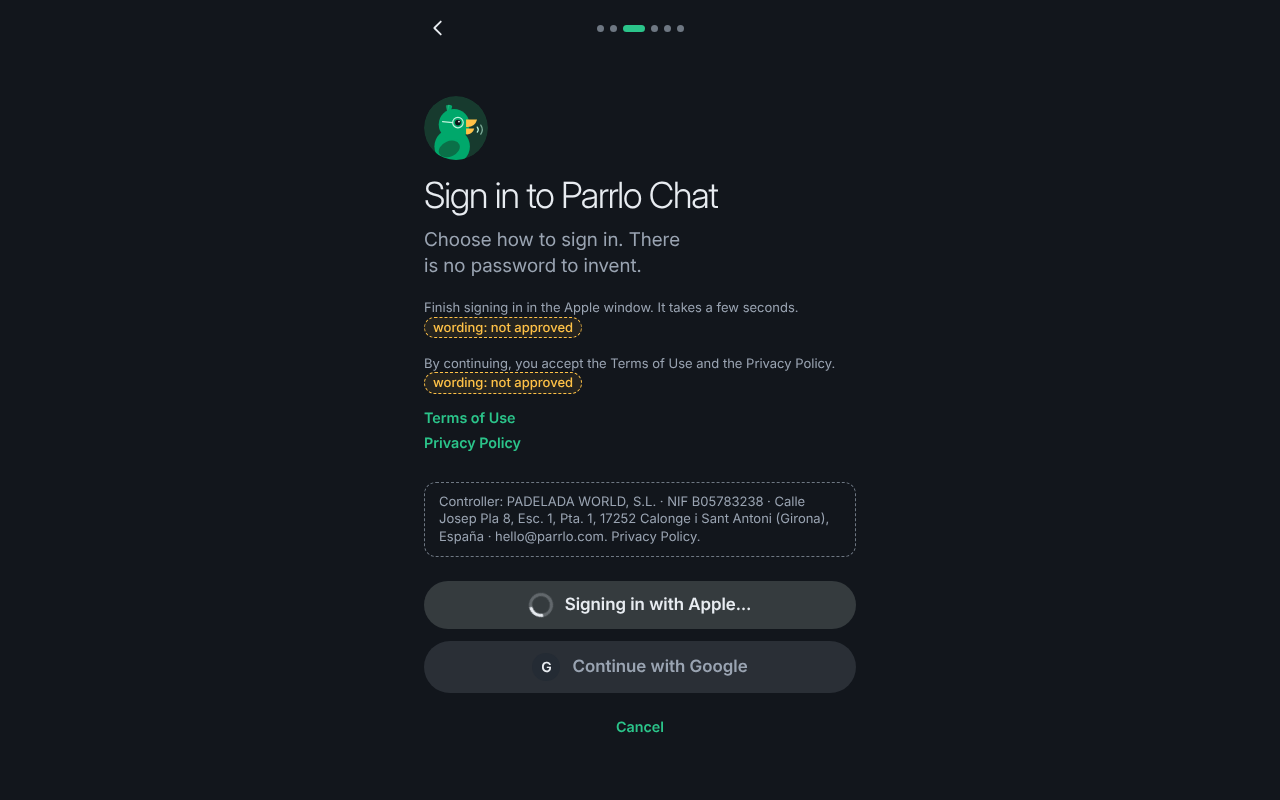 Sign in to Parrlo Chat
Choose how to sign in. There
is no password to invent.
Finish signing in in the Apple window. It takes a few seconds.
wording: not approved
By continuing, you accept the Terms of Use and the Privacy Policy.
wording: not approved
Terms of Use
Privacy Policy
Controller: PADELADA WORLD, S.L. · NIF B05783238 · Calle
Josep Pla 8, Esc. 1, Pta. 1, 17252 Calonge i Sant Antoni (Girona),
España · hello@parrlo.com. Privacy Policy.
Signing in with Apple...
G Continue with Google
Cancel